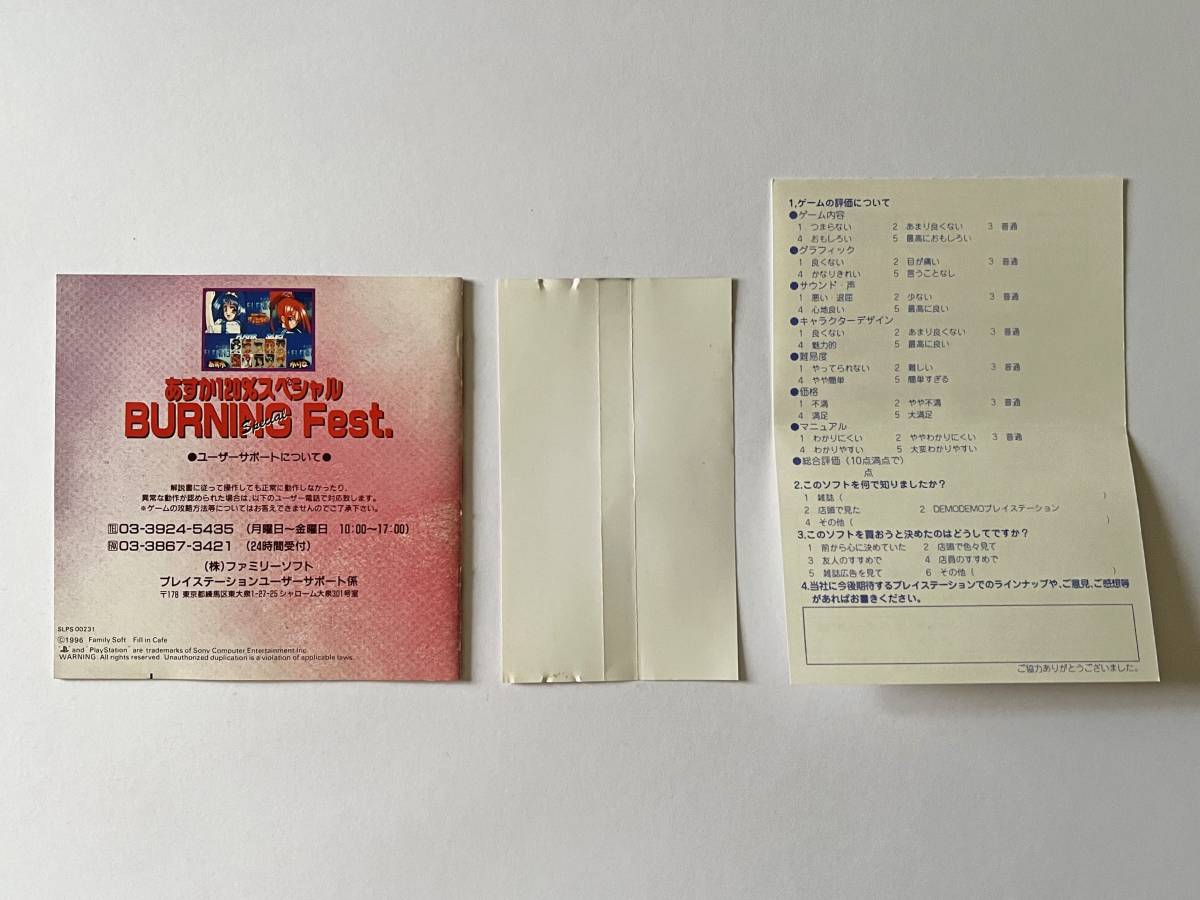 あすか120%スペシャル
BURNING Fest.
Special
●ユーザーサポートについて●
解説書に従って操作しても正常に動作しなかったり、
異常な動作が認められた場合は、以下のユーザー電話で対応致します。
※ゲームの攻略方法等についてはお答えできませんのでご了承下さい。
TEL 03-3924-5435 (月曜日〜金曜日 10:00〜17:00)
FAX 03-3867-3421 (24時間受付)
(株)ファミリーソフト
プレイステーションユーザーサポート係
〒178 東京都練馬区東大泉1-27-25 シャローム大泉301号室
SLPS 00231
©1996 Family Soft Fill in Cafe
and "PlayStation" are trademarks of Sony Computer Entertainment Inc.
WARNING: All rights reserved. Unauthorized duplication is a violation of applicable laws.
1.ゲームの評価について
●ゲーム内容
1 つまらない 2 あまり良くない 3 普通
4 おもしろい 5 最高におもしろい
●グラフィック
1 良くない 2 目が痛い 3 普通
4 かなりきれい 5 言うことなし
●サウンド・声
1 悪い・退屈 2 少ない 3 普通
4 心地良い 5 最高に良い
●キャラクターデザイン
1 良くない 2 あまり良くない 3 普通
4 魅力的 5 最高に良い
●難易度
1 やってられない 2 難しい 3 普通
4 やや簡単 5 簡単すぎる
●価格
1 不満 2 やや不満 3 普通
4 満足 5 大満足
●マニュアル
1 わかりにくい 2 ややわかりにくい 3 普通
4 わかりやすい 5 大変わかりやすい
●総合評価(10点満点で)
点
2.このソフトを何で知りましたか?
1 雑誌( )
2 店頭で見た 2 DEMODEMOプレイステーション
4 その他( )
3.このソフトを買おうと決めたのはどうしてですか?
1 前から心に決めていた 2 店頭で色々見て
3 友人のすすめで 4 店員のすすめで
5 雑誌広告を見て 6 その他( )
4.当社に今後期待するプレイステーションでのラインナップや、ご意見、ご感想等
があればお書きください。
ご協力ありがとうございました。